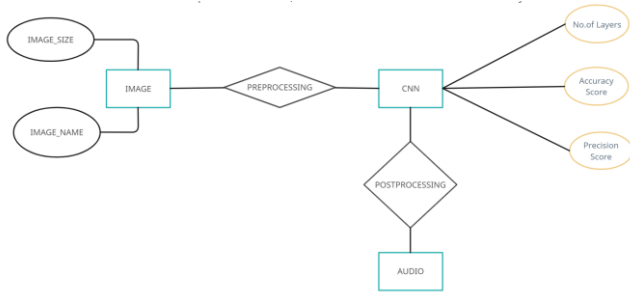 IMAGE_SIZE
No.of Layers
IMAGE
PREPROCESSING
CNN
Accuracy
Score
IMAGE_NAME
Precision
Score
POSTPROCESSING
AUDIO